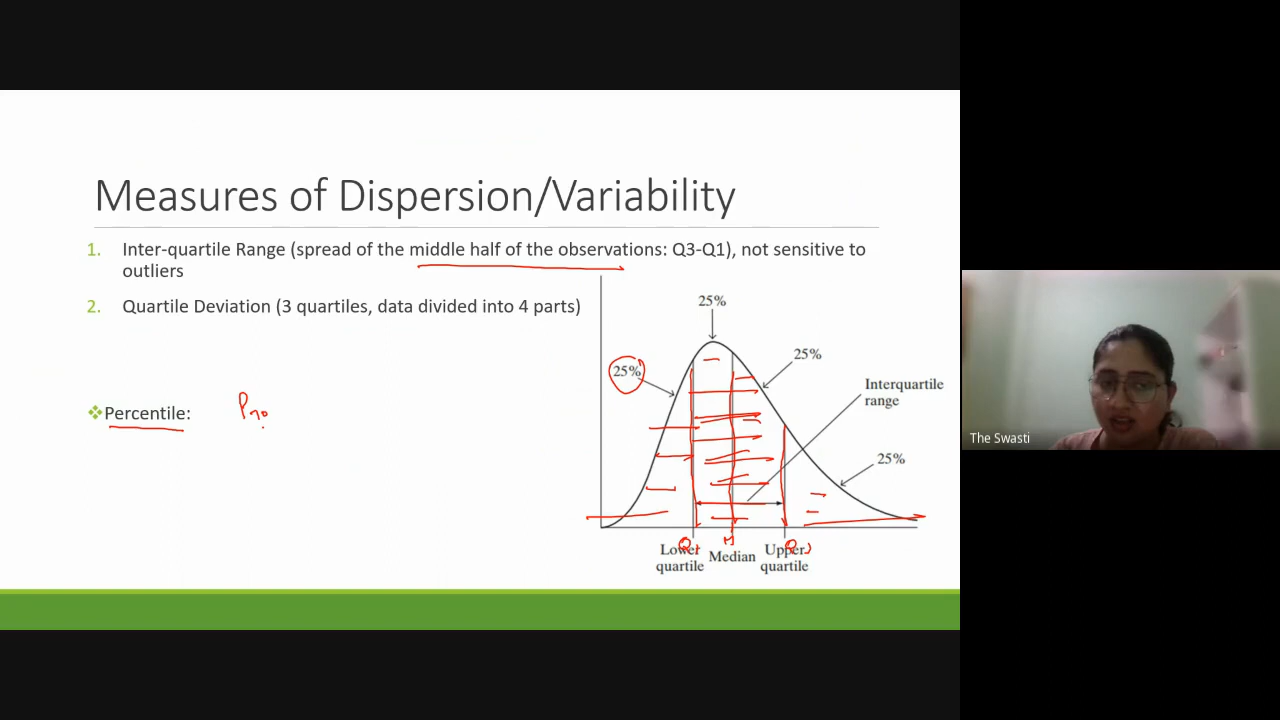 Measures of Dispersion/Variability
1. Inter-quartile Range (spread of the middle half of the observations: Q3-Q1), not sensitive to
outliers
2. Quartile Deviation (3 quartiles, data divided into 4 parts)
25%
25%
25%
Interquartile
range
Percentile:
25%
Lower
quartile
Median
Upper
quartile
The Swasti